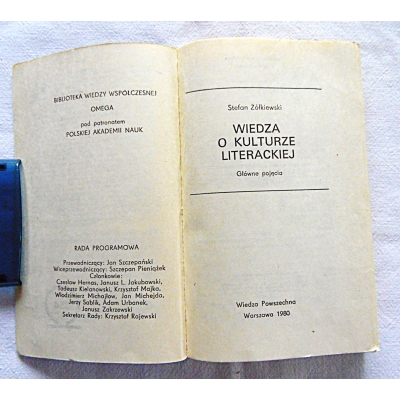 BIBLIOTEKA WIEDZY WSPÓŁCZESNEJ
OMEGA
pod patronatem
POLSKIEJ AKADEMII NAUK
RADA PROGRAMOWA
Przewodniczący: Jan Szczepański
Wiceprzewodniczący: Szczepan Pieniążek
Członkowie:
Czesław Hernas, Janusz L. Jakubowski,
Tadeusz Kielanowski, Krzysztof Majka,
Włodzimierz Michajłow, Jan Michejda,
Jerzy Sablik, Adam Urbanek,
Janusz Zakrzewski
Sekretarz Rady: Krzysztof Rajewski
Stefan Żółkiewski
WIEDZA
O KULTURZE
LITERACKIEJ
Główne pojęcia
Wiedza Powszechna
Warszawa 1980